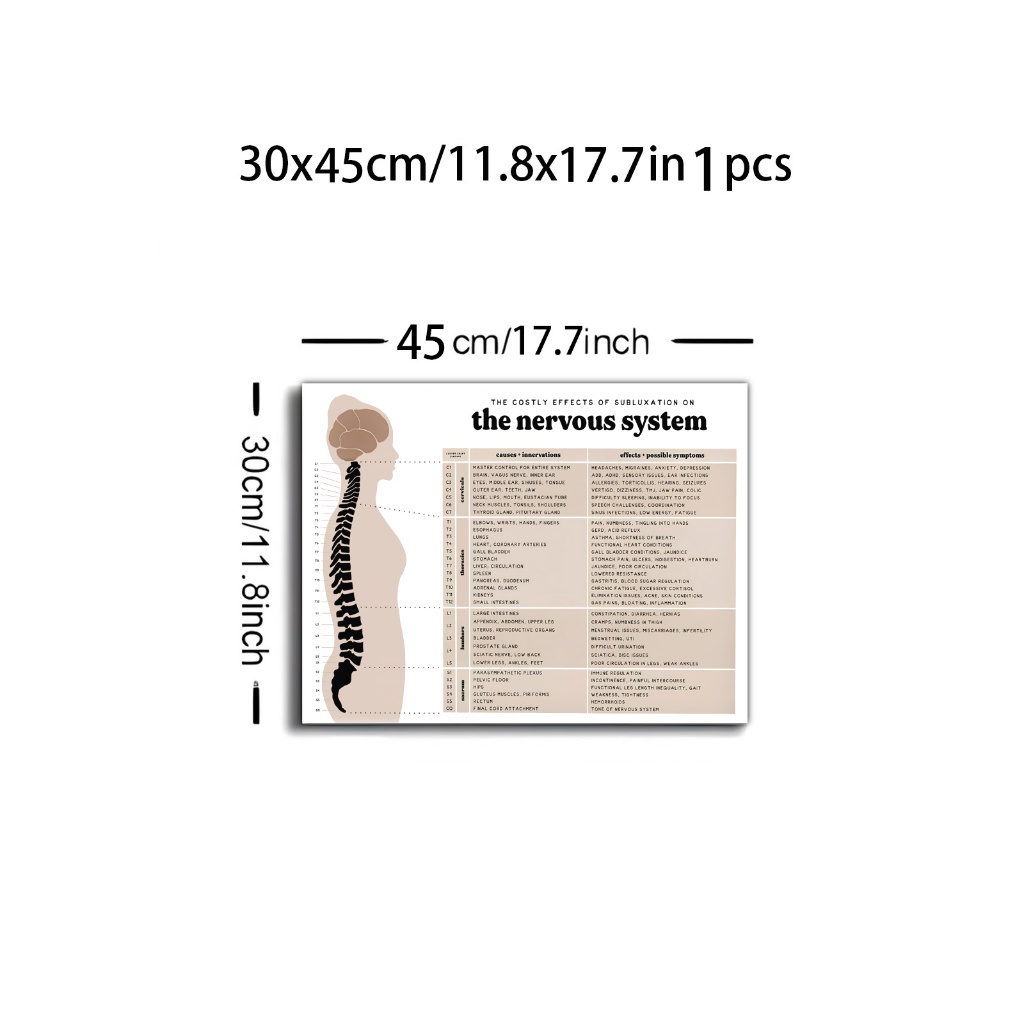 30x45cm/11.8x17.7in 1pcs
45 cm/17.7inch
30cm/11.8inch
THE COSTLY EFFECTS OF SUBLUXATION ON
the nervous system
causes + innervations effects + possible symptoms
cervicals
C1 MASTER CONTROL FOR ENTIRE SYSTEM HEADACHES, MIGRAINES, ANXIETY, DEPRESSION
C2 BRAIN, VAGUS NERVE, INNER EAR ADD, ADHD, SENSORY ISSUES, EAR INFECTIONS
C3 EYES, MIDDLE EAR, SINUSES, TONGUE ALLERGIES, TORTICOLLIS, HEARING, SEIZURES
C4 OUTER EAR, TEETH, JAW VERTIGO, DIZZINESS, TMJ, JAW PAIN, COLIC
C5 NOSE, LIPS, MOUTH, EUSTACIAN TUBE DIFFICULTY SLEEPING, INABILITY TO FOCUS
C6 NECK MUSCLES, TONSILS, SHOULDERS SPEECH CHALLENGES, COORDINATION
C7 THYROID GLAND, PITUITARY GLAND SINUS INFECTIONS, LOW ENERGY, FATIGUE
thoracics
T1 ELBOWS, WRISTS, HANDS, FINGERS PAIN, NUMBNESS, TINGLING INTO HANDS
T2 ESOPHAGUS GERD, ACID REFLUX
T3 LUNGS ASTHMA, SHORTNESS OF BREATH
T4 HEART, CORONARY ARTERIES FUNCTIONAL HEART CONDITIONS
T5 GALL BLADDER GALL BLADDER CONDITIONS, JAUNDICE
T6 STOMACH STOMACH PAIN, ULCERS, INDIGESTION, HEARTBURN
T7 LIVER, CIRCULATION JAUNDICE, POOR CIRCULATION
T8 SPLEEN LOWERED RESISTANCE
T9 PANCREAS, DUODENUM GASTRITIS, BLOOD SUGAR REGULATION
T10 ADRENAL GLANDS CHRONIC FATIGUE, EXCESSIVE CORTISOL
T11 KIDNEYS ELIMINATION ISSUES, ACNE, SKIN CONDITIONS
T12 SMALL INTESTINES GAS PAINS, BLOATING, INFLAMMATION
lumbars
L1 LARGE INTESTINES CONSTIPATION, DIARRHEA, HERNIAS
L2 APPENDIX, ABDOMEN, UPPER LEG CRAMPS, NUMBNESS IN THIGH
UTERUS, REPRODUCTIVE ORGANS MENSTRUAL ISSUES, MISCARRIAGES, INFERTILITY
L3 BLADDER BEDWETTING, UTI
L4 PROSTATE GLAND DIFFICULT URINATION
SCIATIC NERVE, LOW BACK SCIATICA, DISC ISSUES
L5 LOWER LEGS, ANKLES, FEET POOR CIRCULATION IN LEGS, WEAK ANKLES
sacrum
S1 PARASYMPATHETIC PLEXUS IMMUNE REGULATION
S2 PELVIC FLOOR INCONTINENCE, PAINFUL INTERCOURSE
S3 HIPS FUNCTIONAL LEG LENGTH INEQUALITY, GAIT
S4 GLUTEUS MUSCLES, PIRIFORMIS WEAKNESS, TIGHTNESS
S5 RECTUM HEMORRHOIDS
CO FINAL CORD ATTACHMENT TONE OF NERVOUS SYSTEM